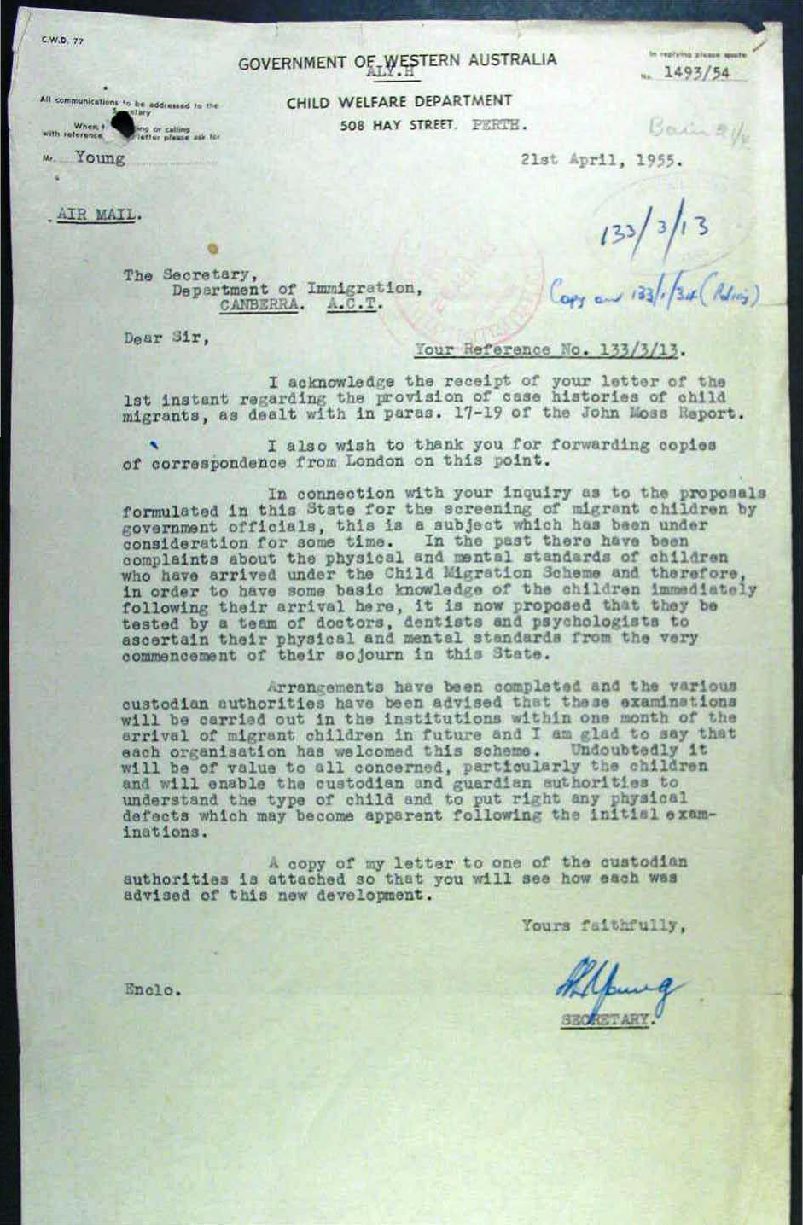 C.W.D. 77
GOVERNMENT OF WESTERN AUSTRALIA
ALY.H
In replying please quote
No. 1493/54
All communications to be addressed to the
CHILD WELFARE DEPARTMENT
508 HAY STREET. PERTH.
or calling
with reference letter please ask for
Mr. Young
21st April, 1955.
AIR MAIL.
133/3/13
The Secretary,
Department of Immigration,
CANBERRA. A.C.T.
Copy on 133/1/34 (Policy)
Dear Sir,
Your Reference No. 133/3/13.
I acknowledge the receipt of your letter of the
1st instant regarding the provision of case histories of child
migrants, as dealt with in paras. 17-19 of the John Moss Report.
I also wish to thank you for forwarding copies
of correspondence from London on this point.
In connection with your inquiry as to the proposals
formulated in this State for the screening of migrant children by
government officials, this is a subject which has been under
consideration for some time. In the past there have been
complaints about the physical and mental standards of children
who have arrived under the Child Migration Scheme and therefore,
in order to have some basic knowledge of the children immediately
following their arrival here, it is now proposed that they be
tested by a team of doctors, dentists and psychologists to
ascertain their physical and mental standards from the very
commencement of their sojourn in this State.
Arrangements have been completed and the various
custodian authorities have been advised that these examinations
will be carried out in the institutions within one month of the
arrival of migrant children in future and I am glad to say that
each organisation has welcomed this scheme. Undoubtedly it
will be of value to all concerned, particularly the children
and will enable the custodian and guardian authorities to
understand the type of child and to put right any physical
defects which may become apparent following the initial exam-
inations.
A copy of my letter to one of the custodian
authorities is attached so that you will see how each was
advised of this new development.
Yours faithfully,
Young
Enclo.
SECRETARY.